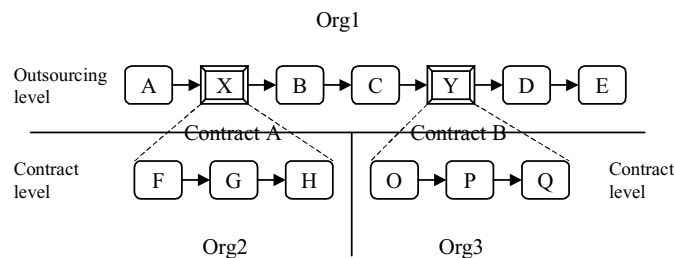 Org1
Outsourcing level
A X B C Y D E
Contract A Contract B
Contract level
F G H O P Q
Contract level
Org2 Org3